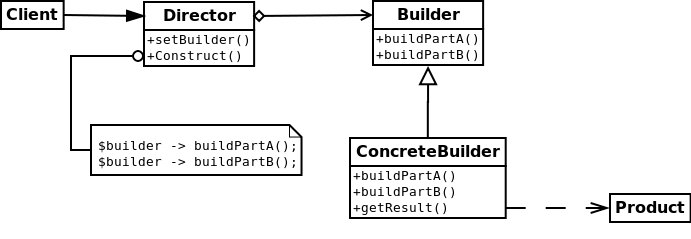 Client
Director
+setBuilder()
+Construct()
Builder
+buildPartA()
+buildPartB()
$builder -> buildPartA();
$builder -> buildPartB();
ConcreteBuilder
+buildPartA()
+buildPartB()
+getResult()
Product